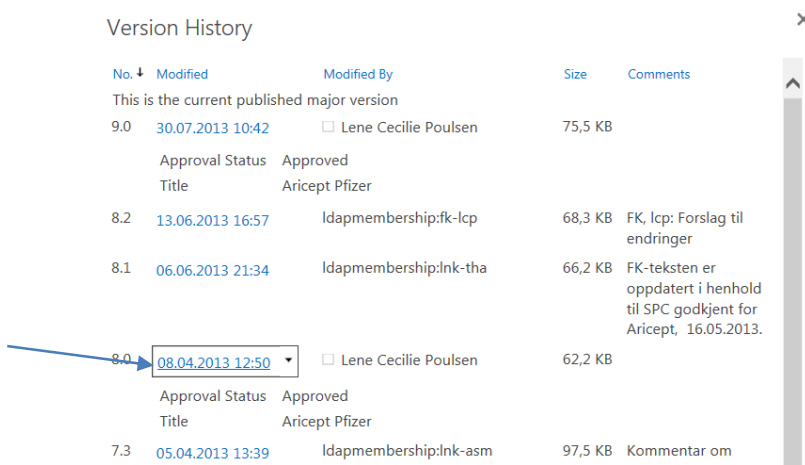 Version History
No. Modified Modified By Size Comments
This is the current published major version
9.0 30.07.2013 10:42 Lene Cecilie Poulsen 75,5 KB
Approval Status Approved
Title Aricept Pfizer
8.2 13.06.2013 16:57 ldapmembership:fk-lcp 68,3 KB FK, lcp: Forslag til
endringer
8.1 06.06.2013 21:34 ldapmembership:lnk-tha 66,2 KB FK-teksten er
oppdatert i henhold
til SPC godkjent for
Aricept, 16.05.2013.
8.0 08.04.2013 12:50 Lene Cecilie Poulsen 62,2 KB
Approval Status Approved
Title Aricept Pfizer
7.3 05.04.2013 13:39 ldapmembership:lnk-asm 97,5 KB Kommentar om